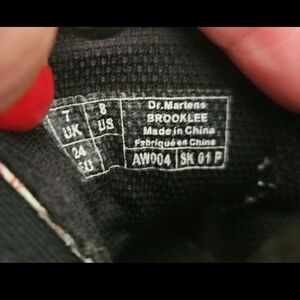 7 UK
8 US
24 EU
Dr.Martens
BROOKLEE
Made in China
Fabriqué en Chine
AW004
SK 01 P